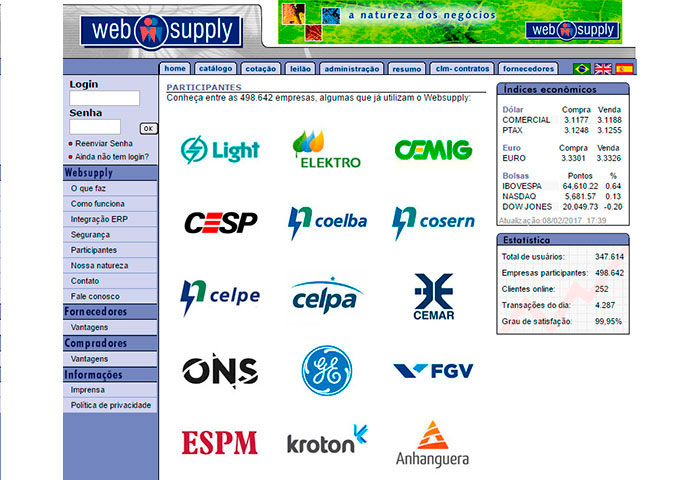 web supply
a natureza dos negócios
web supply
home catálogo cotação leilão administração resumo clm- contratos fornecedores
Login
Senha
OK
Reenviar Senha
Ainda não tem login?
Websupply
O que faz
Como funciona
Integração ERP
Segurança
Participantes
Nossa natureza
Contato
Fale conosco
Fornecedores
Vantagens
Compradores
Vantagens
Informações
Imprensa
Política de privacidade
PARTICIPANTES
Conheça entre as 498.642 empresas, algumas que já utilizam o Websupply:
Light ELEKTRO CEMIG
CESP coelba cosern
celpe celpa CEMAR
ONS GE FGV
ESPM kroton Anhanguera
Índices econômicos
Dólar Compra Venda
COMERCIAL 3.1177 3.1188
PTAX 3.1248 3.1255
Euro Compra Venda
EURO 3.3301 3.3326
Bolsas Pontos %
IBOVESPA 64,610.22 0.64
NASDAQ 5,681.57 0.13
DOW JONES 20,049.73 -0.20
Atualização 08/02/2017 17:39
Estatística
Total de usuários: 347.614
Empresas participantes: 498.642
Clientes online: 252
Transações do dia: 4.287
Grau de satisfação: 99,95%